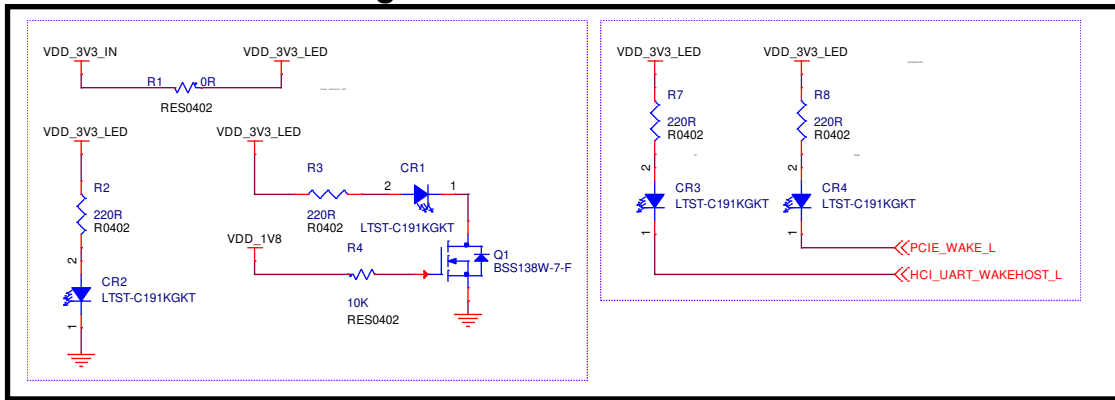 VDD_3V3_IN
VDD_3V3_LED
R1
0R
RES0402
VDD_3V3_LED
R2
220R
R0402
2
CR2
LTST-C191KGKT
1
VDD_3V3_LED
R3
220R
R0402
2
CR1
1
LTST-C191KGKT
VDD_1V8
R4
10K
RES0402
Q1
BSS138W-7-F
VDD_3V3_LED
R7
220R
R0402
2
CR3
LTST-C191KGKT
1
VDD_3V3_LED
R8
220R
R0402
2
CR4
LTST-C191KGKT
1
PCIE_WAKE_L
HCI_UART_WAKEHOST_L